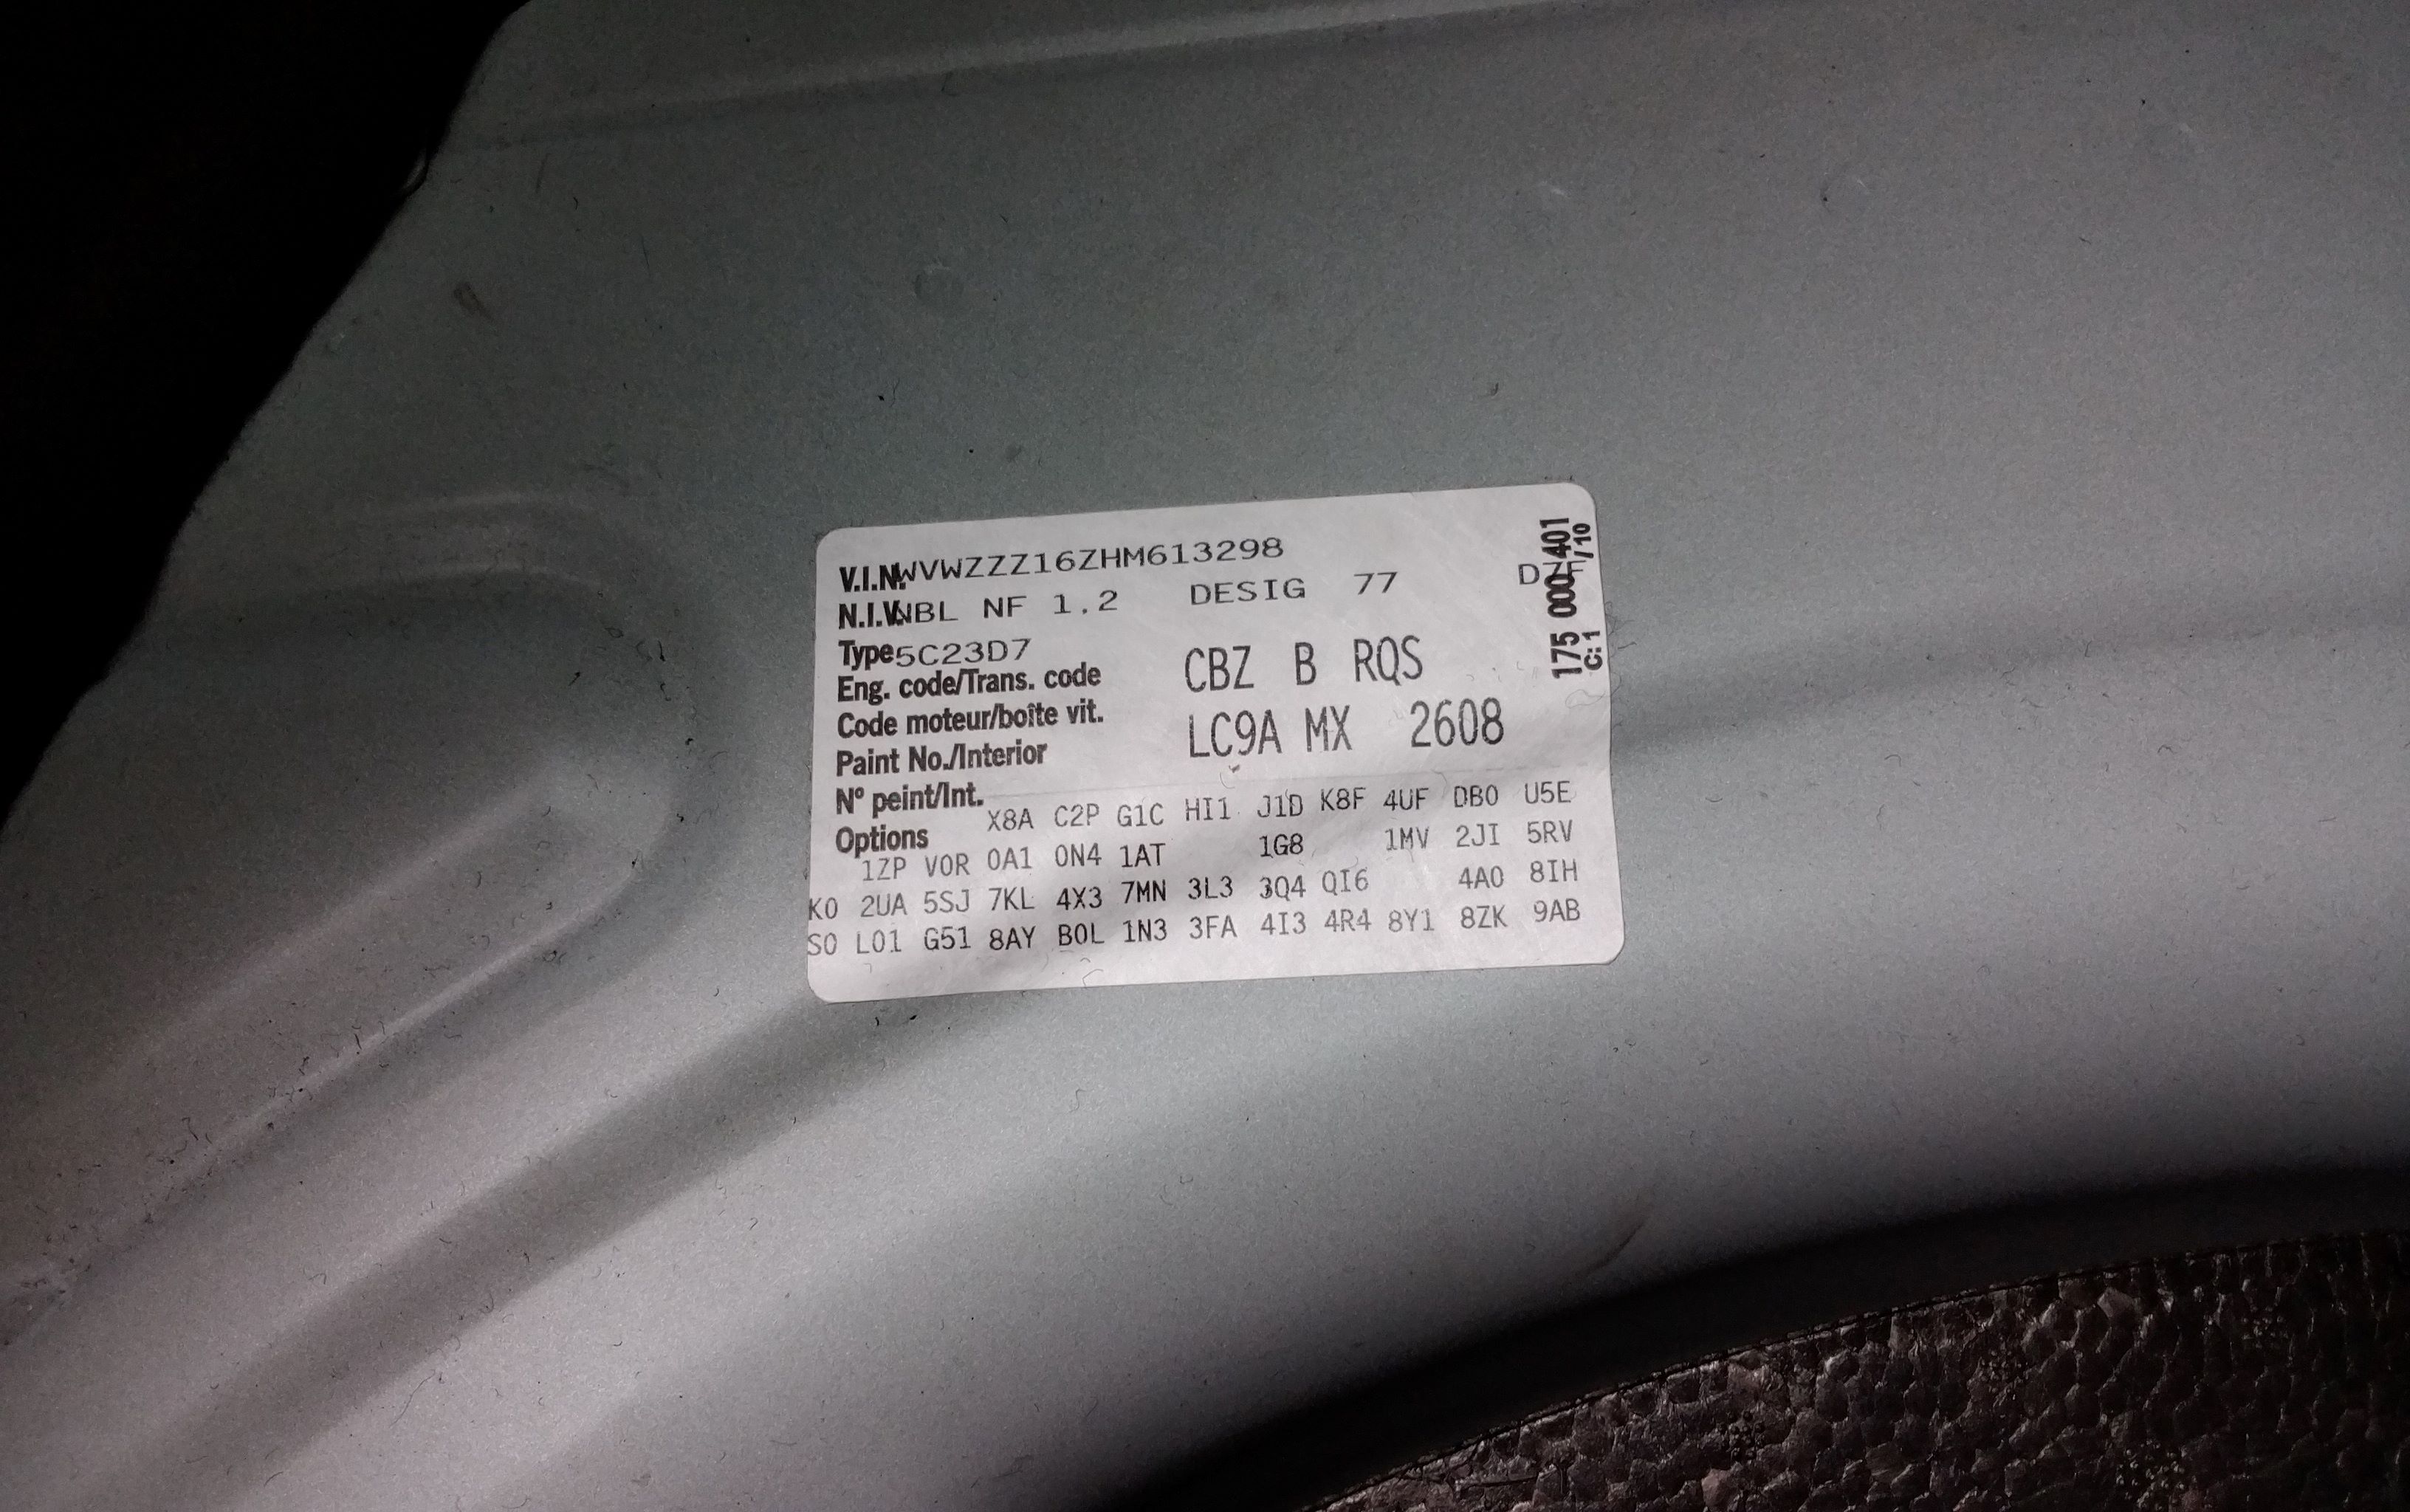 V.I.N. WVWZZZ16ZHM613298
N.I.V. NBL NF 1.2 DESIG 77
Type 5C23D7
Eng. code/Trans. code CBZ B RQS
Code moteur/boîte vit.
Paint No./Interior LC9A MX 2608
Nº peint/Int.
X8A C2P G1C HI1 J1D K8F 4UF DB0 U5E
Options
1ZP V0R 0A1 0N4 1AT 1G8 1MV 2JI 5RV
K0 2UA 5SJ 7KL 4X3 7MN 3L3 3Q4 QI6 4A0 8IH
S0 L01 G51 8AY B0L 1N3 3FA 4I3 4R4 8Y1 8ZK 9AB
175 000 401
C: 1 /10